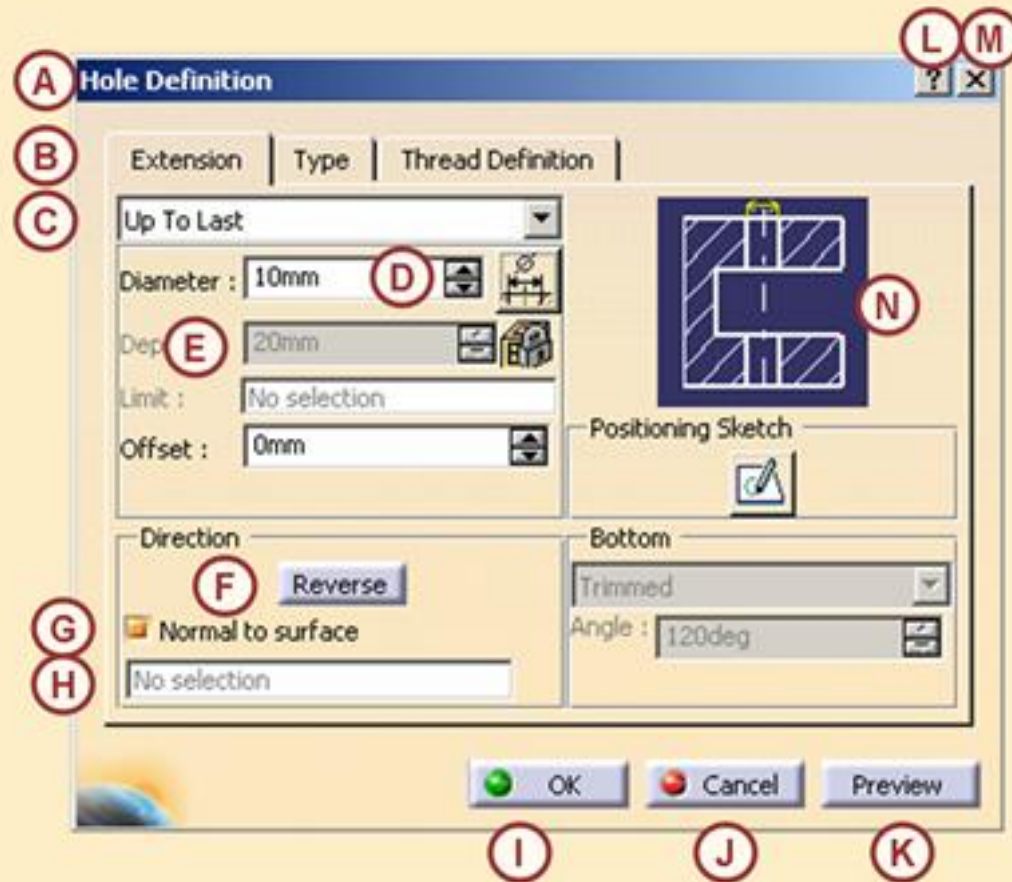 L M
A Hole Definition ? X
B Extension Type Thread Definition
C Up To Last
Diameter : 10mm D
E 20mm
N
Limit : No selection
Offset : 0mm
Positioning Sketch
Direction
Bottom
F Reverse
Trimmed
G Normal to surface
Angle : 120deg
H No selection
OK Cancel Preview
I J K